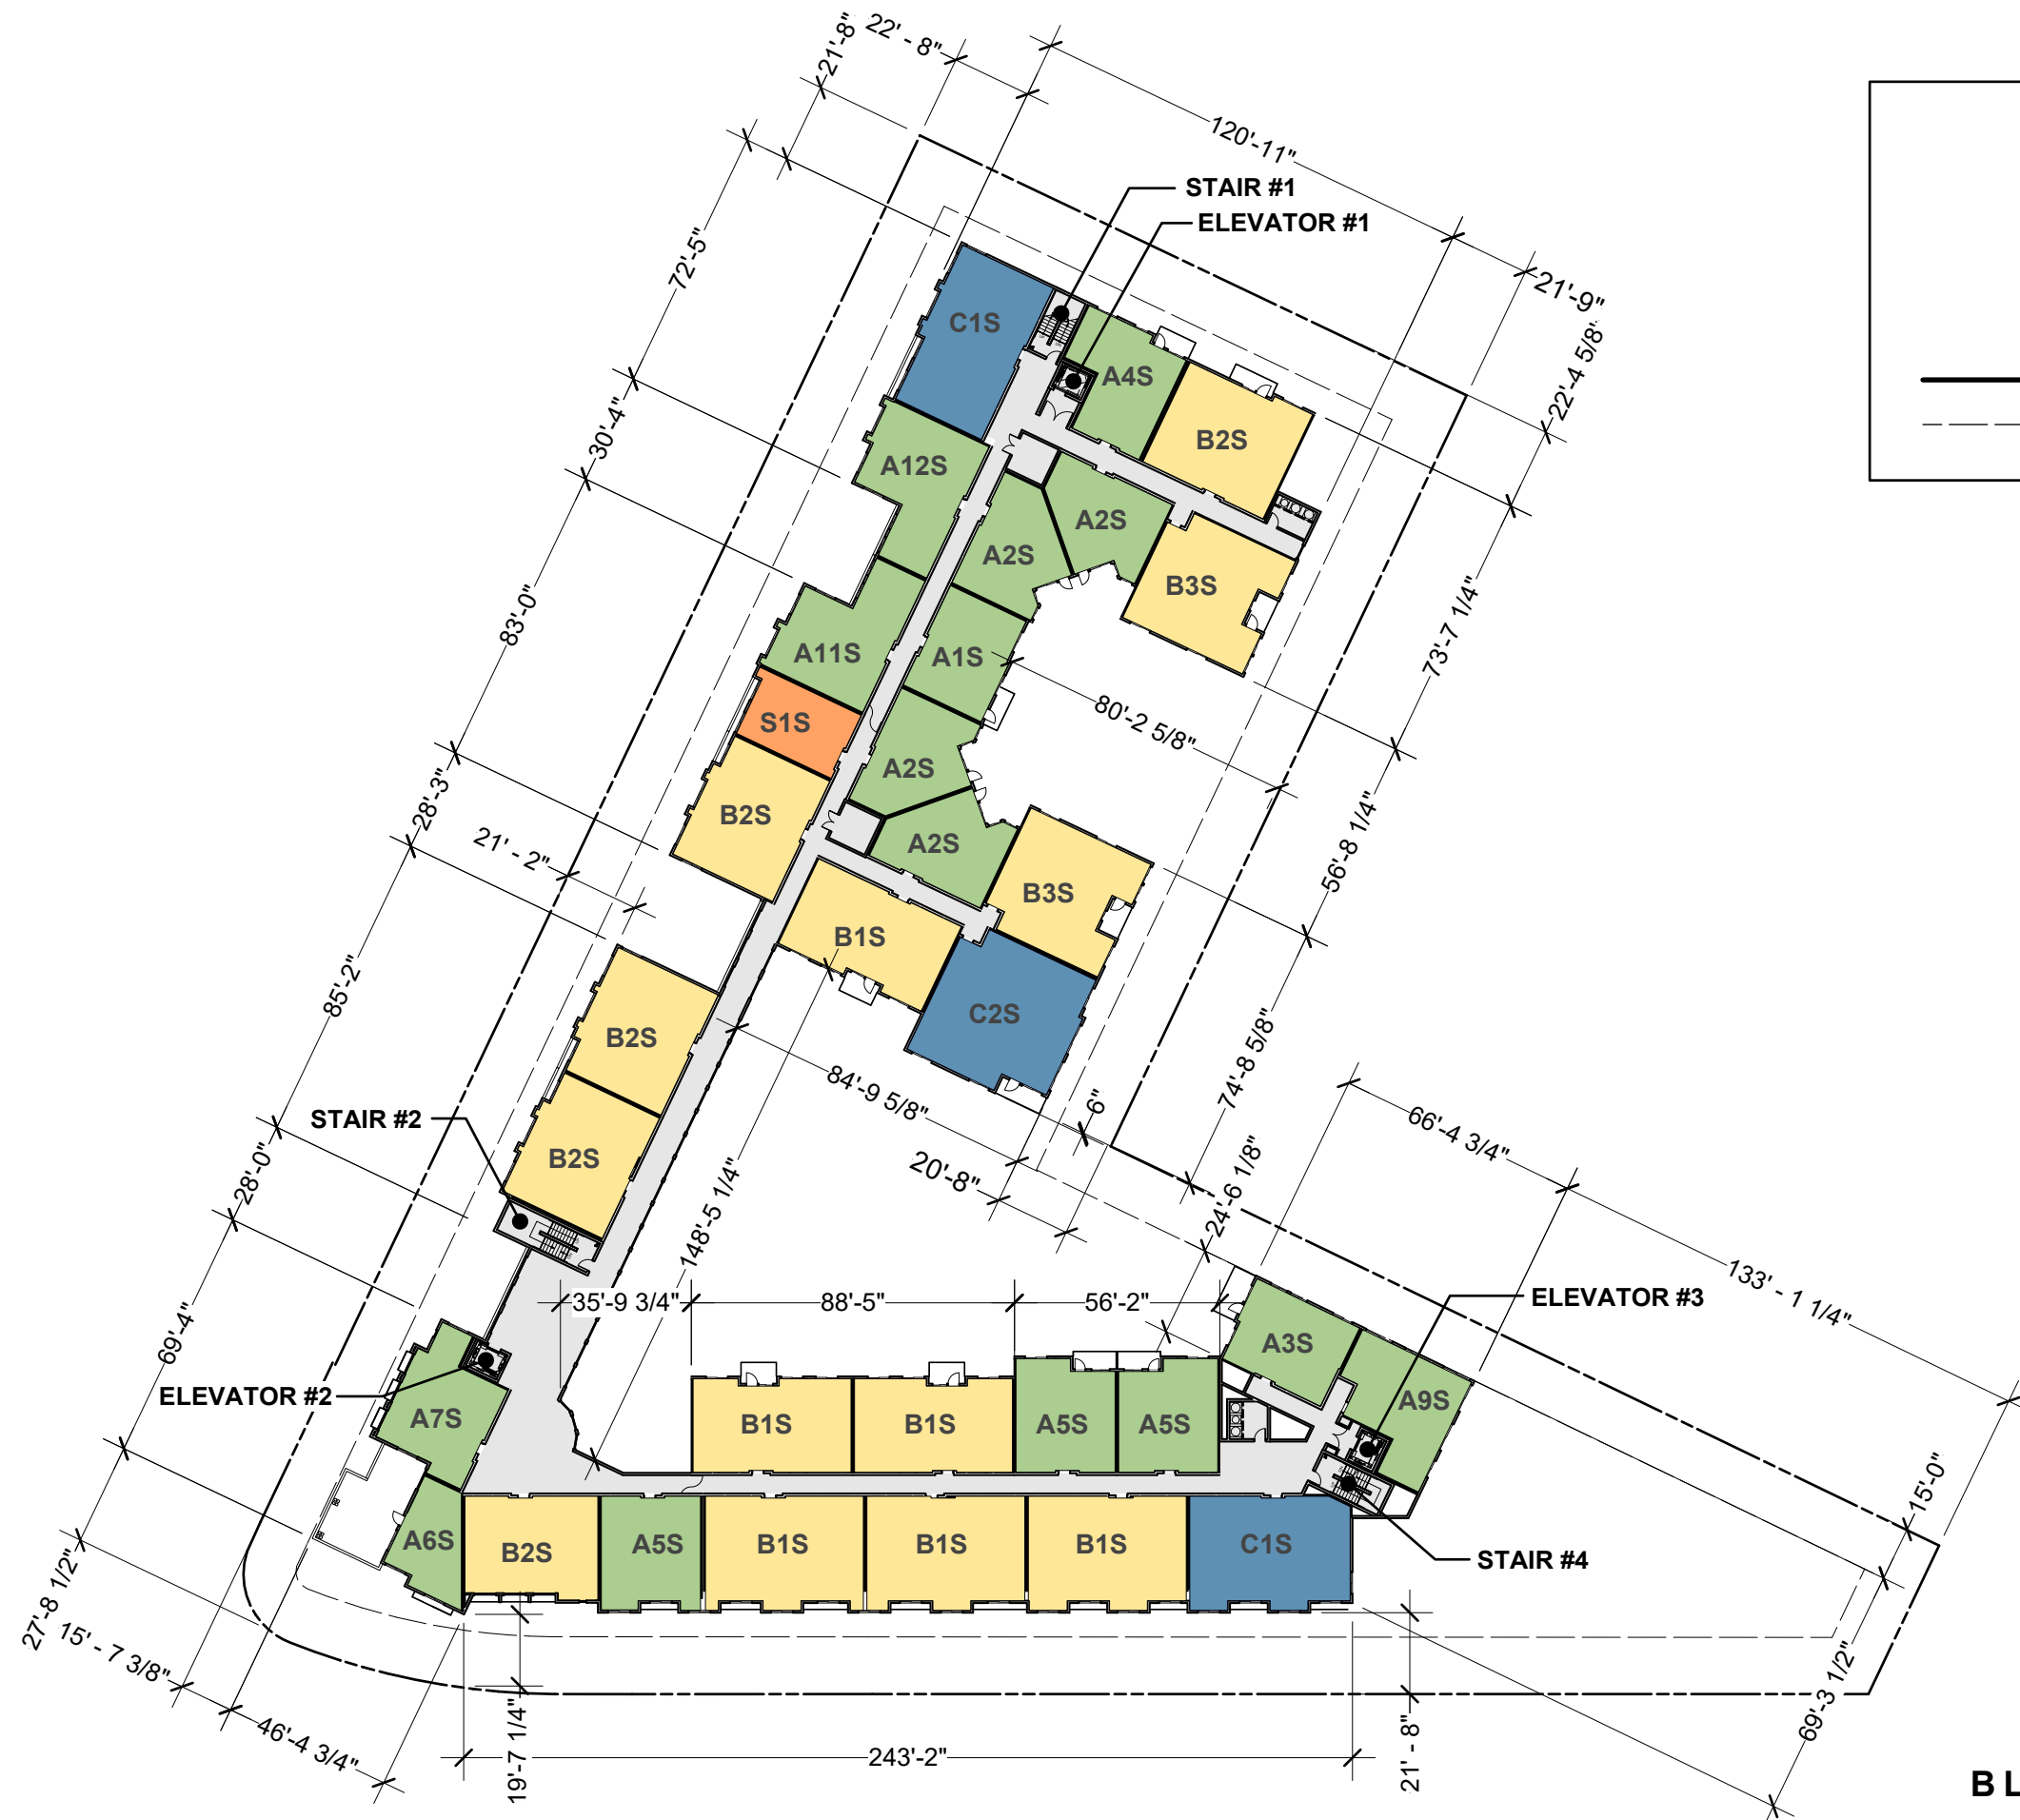 21'-8"
22' - 8"
120'-11"
STAIR #1
ELEVATOR #1
21'-9"
72'-5"
22'-4 5/8"
C1S
A4S
30'-4"
B2S
A12S
A2S
A2S
B3S
83'-0"
73'-7 1/4"
A11S
A1S
S1S
80'-2 5/8"
28'-3"
B2S
A2S
21' - 2"
A2S
56'-8 1/4"
B3S
B1S
85'-2"
C2S
B2S
74'-8 5/8"
84'-9 5/8"
6"
STAIR #2
66'-4 3/4"
B2S
28'-0"
20'-8"
24'-6 1/8"
148'-5 1/4"
133' - 1 1/4"
35'-9 3/4"
88'-5"
56'-2"
ELEVATOR #3
69'-4"
A3S
ELEVATOR #2
A7S
B1S
B1S
A5S
A5S
A9S
15'-0"
A6S
B2S
A5S
B1S
B1S
B1S
C1S
STAIR #4
27'-8 1/2"
15' - 7 3/8"
46'-4 3/4"
19'-7 1/4"
243'-2"
21' - 8"
69'-3 1/2"
B L